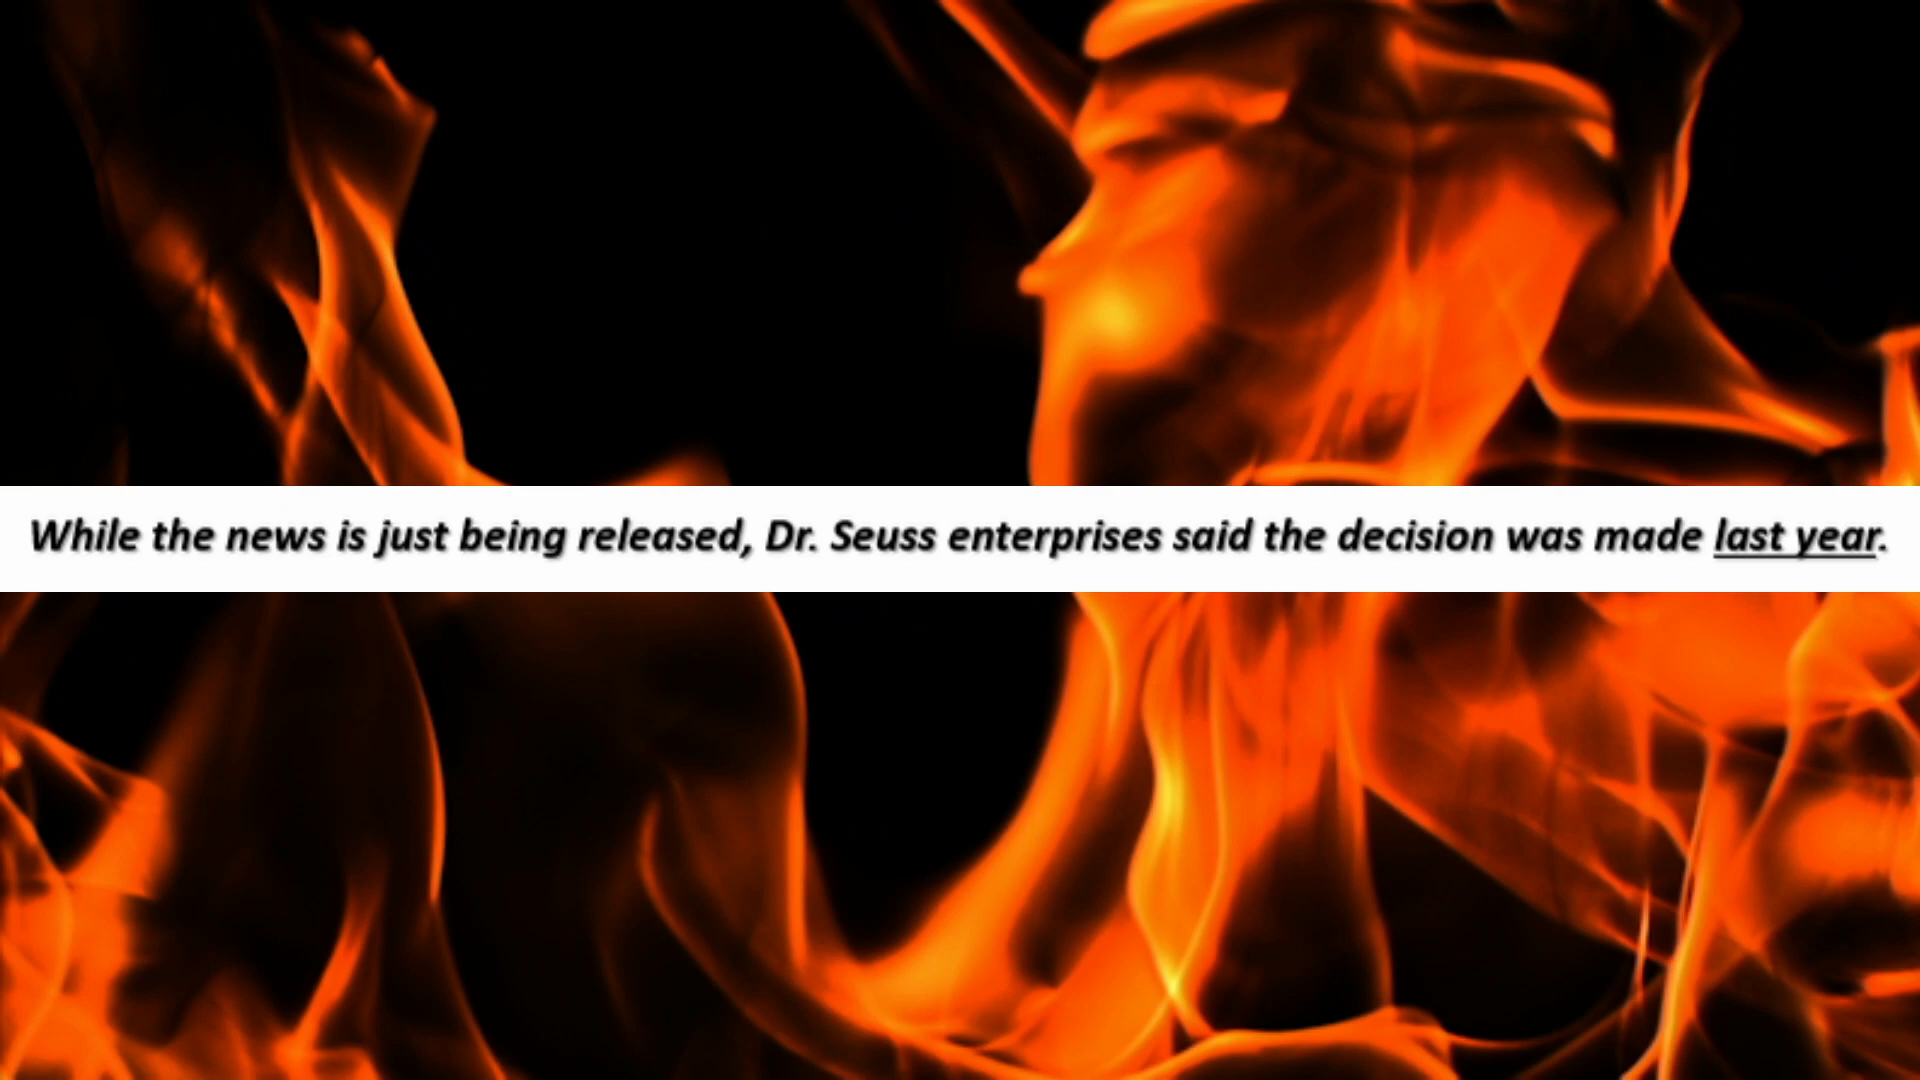 While the news is just being released, Dr. Seuss enterprises said the decision was made last year.